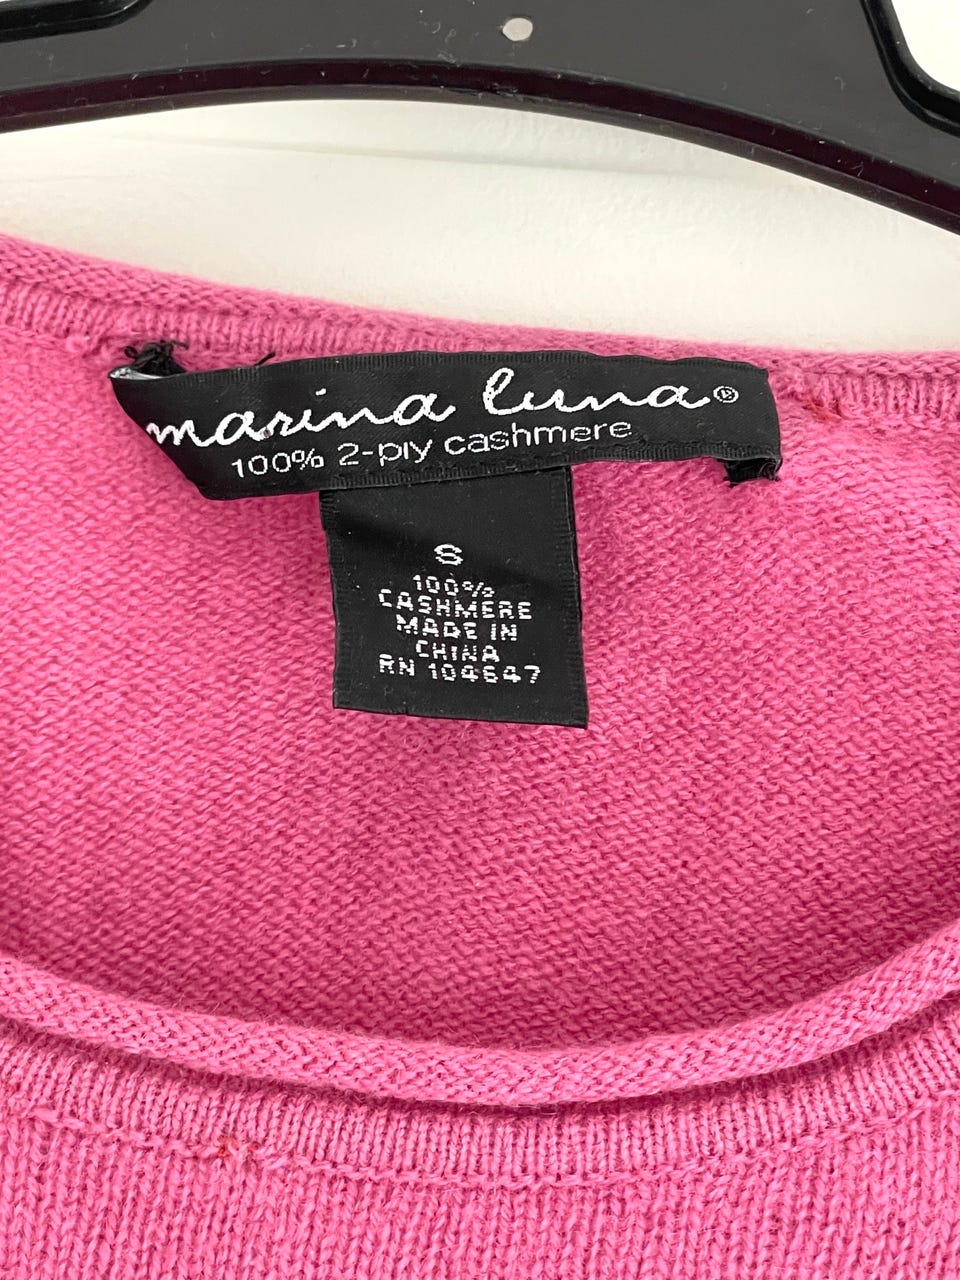 marina luna®
100% 2-ply cashmere
S
100%
CASHMERE
MADE IN
CHINA
RN 104647